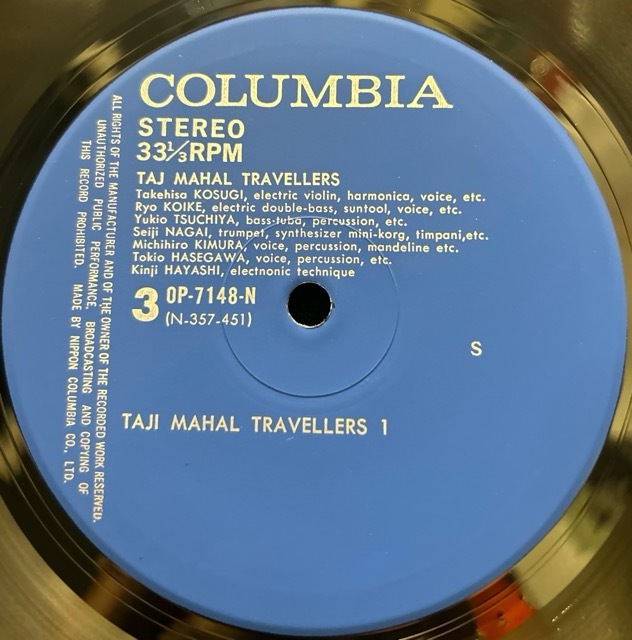 COLUMBIA
STEREO
33⅓RPM
TAJ MAHAL TRAVELLERS
Takehisa KOSUGI, electric violin, harmonica, voice, etc.
Ryo KOIKE, electric double-bass, suntool, voice, etc.
Yukio TSUCHIYA, bass-tuba, percussion, etc.
Seiji NAGAI, trumpet, synthesizer mini-korg, timpani,etc.
Michihiro KIMURA, voice, percussion, mandeline etc.
Tokio HASEGAWA, voice, percussion, etc.
Kinji HAYASHI, electnonic technique
3 OP-7148-N
(N-357-451)
S
TAJI MAHAL TRAVELLERS 1
ALL RIGHTS OF THE MANUFACTURER AND OF THE OWNER OF THE RECORDED WORK RESERVED.
UNAUTHORIZED PUBLIC PERFORMANCE, BROADCASTING AND COPYING OF
THIS RECORD PROHIBITED. MADE BY NIPPON COLUMBIA CO., LTD.